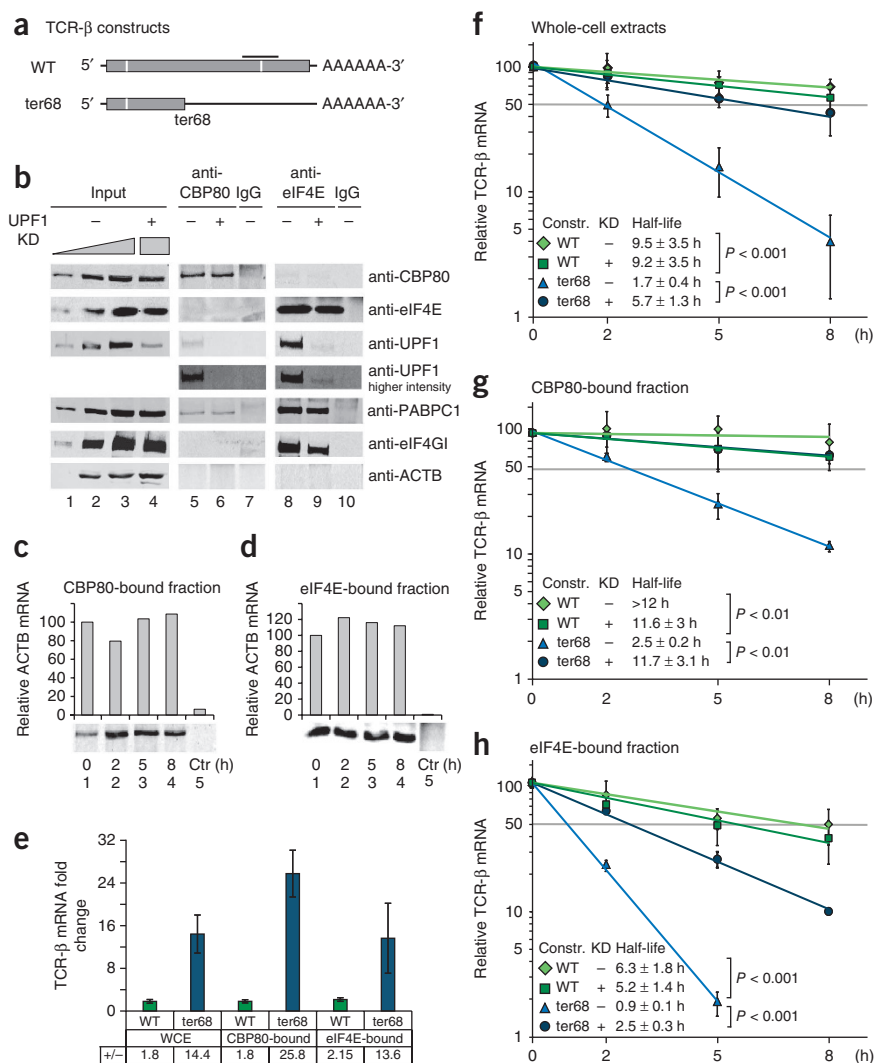 a TCR-β constructs
WT 5′ AAAAAA-3′
ter68 5′ AAAAAA-3′
ter68
b
Input
anti-CBP80
IgG
anti-eIF4E
IgG
UPF1 KD – + – + – – + –
anti-CBP80
anti-eIF4E
anti-UPF1
anti-UPF1
higher intensity
anti-PABPC1
anti-eIF4GI
anti-ACTB
1 2 3 4 5 6 7 8 9 10
c
CBP80-bound fraction
Relative ACTB mRNA
100
80
60
40
20
0
0 2 5 8 Ctr (h)
1 2 3 4 5
d
eIF4E-bound fraction
Relative ACTB mRNA
120
100
80
60
40
20
0
0 2 5 8 Ctr (h)
1 2 3 4 5
e
TCR-β mRNA fold change
32
24
16
8
0
WT ter68 WT ter68 WT ter68
WCE CBP80-bound eIF4E-bound
+/– 1.8 14.4 1.8 25.8 2.15 13.6
f
Whole-cell extracts
Relative TCR-β mRNA
100
50
10
5
1
Constr. KD Half-life
WT – 9.5 ± 3.5 h
WT + 9.2 ± 3.5 h
ter68 – 1.7 ± 0.4 h
ter68 + 5.7 ± 1.3 h
P < 0.001
P < 0.001
0 2 5 8 (h)
g
CBP80-bound fraction
Relative TCR-β mRNA
100
50
10
5
1
Constr. KD Half-life
WT – >12 h
WT + 11.6 ± 3 h
ter68 – 2.5 ± 0.2 h
ter68 + 11.7 ± 3.1 h
P < 0.01
P < 0.01
0 2 5 8 (h)
h
eIF4E-bound fraction
Relative TCR-β mRNA
100
50
10
5
1
Constr. KD Half-life
WT – 6.3 ± 1.8 h
WT + 5.2 ± 1.4 h
ter68 – 0.9 ± 0.1 h
ter68 + 2.5 ± 0.3 h
P < 0.001
P < 0.001
0 2 5 8 (h)